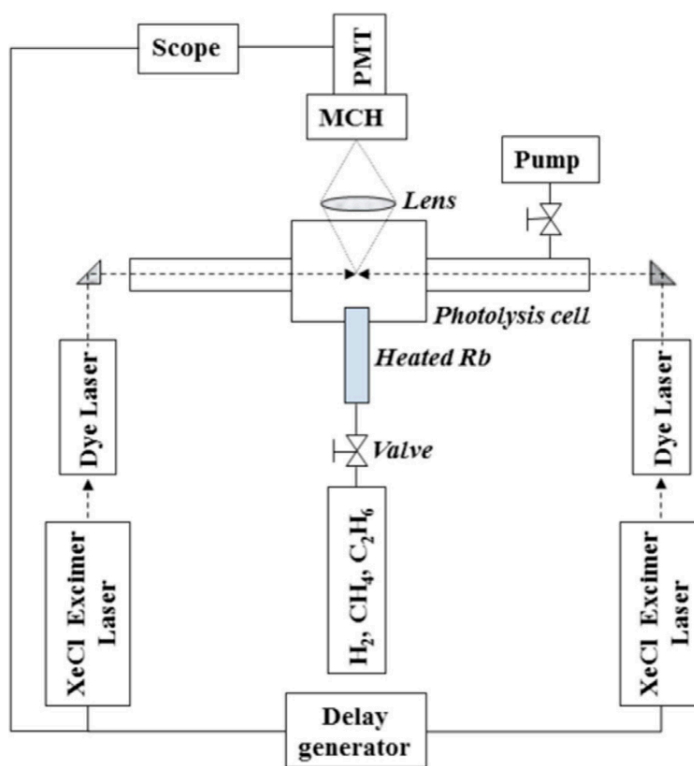 Scope
PMT
MCH
Pump
Lens
Photolysis cell
Heated Rb
Dye Laser
Dye Laser
Valve
XeCl Excimer
Laser
H₂, CH₄, C₂H₆
XeCl Excimer
Laser
Delay
generator